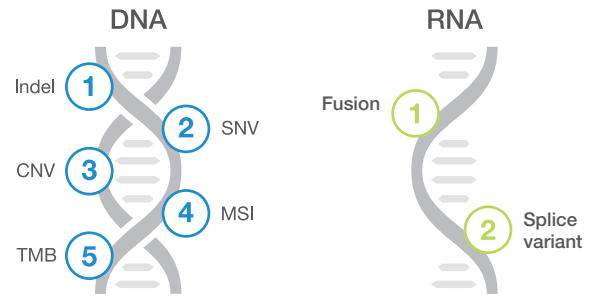 DNA
Indel 1
2 SNV
CNV 3
4 MSI
TMB 5
RNA
Fusion
1
2
Splice
variant